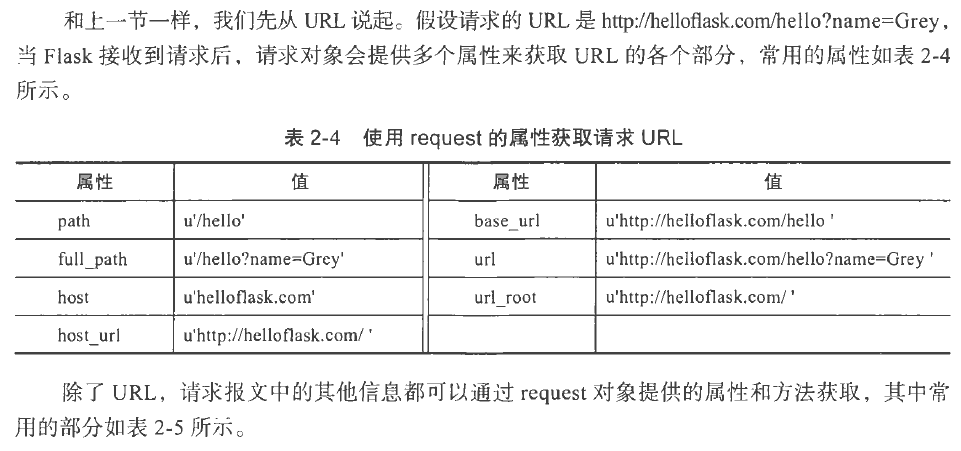 和上一节一样，我们先从 URL 说起。假设请求的 URL 是 http://helloflask.com/hello?name=Grey，
当 Flask 接收到请求后，请求对象会提供多个属性来获取 URL 的各个部分，常用的属性如表 2-4
所示。
表 2-4 使用 request 的属性获取请求 URL
属性 值 属性 值
path u'/hello' base_url u'http://helloflask.com/hello '
full_path u'/hello?name=Grey' url u'http://helloflask.com/hello?name=Grey '
host u'helloflask.com' url_root u'http://helloflask.com/ '
host_url u'http://helloflask.com/ '
除了 URL，请求报文中的其他信息都可以通过 request 对象提供的属性和方法获取，其中常
用的部分如表 2-5 所示。